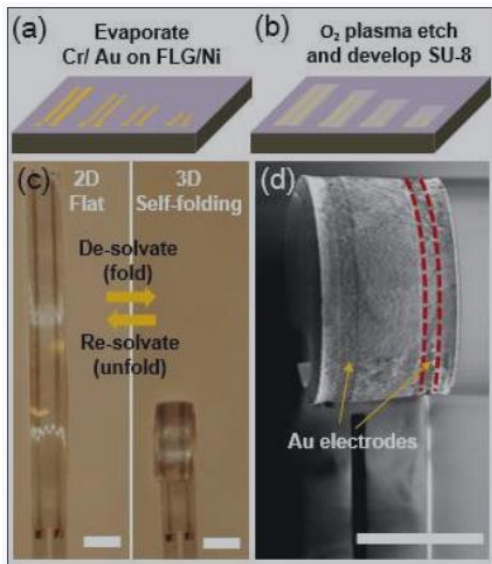 (a)
Evaporate
Cr/ Au on FLG/Ni
(b)
O₂ plasma etch
and develop SU-8
(c)
2D
Flat
3D
Self-folding
De-solvate
(fold)
Re-solvate
(unfold)
(d)
Au electrodes